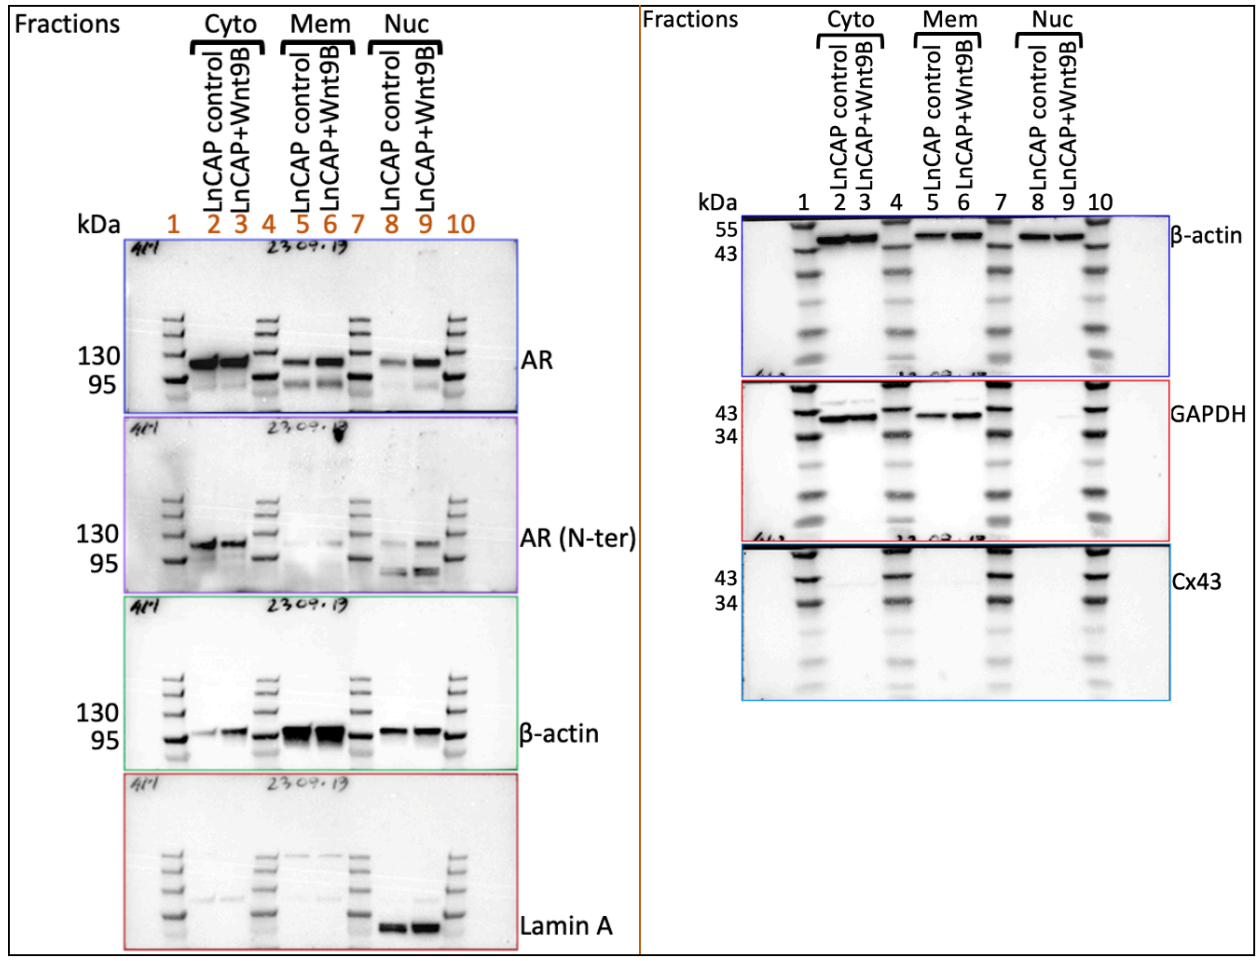 Fractions Cyto Mem Nuc
LnCAP control
LnCAP+Wnt9B
LnCAP control
LnCAP+Wnt9B
LnCAP control
LnCAP+Wnt9B
kDa 1 2 3 4 5 6 7 8 9 10
23.09.19
130 AR
95
23.09.19
130 AR (N-ter)
95
23.09.19
130
95 β-actin
23.09.19
Lamin A
Fractions Cyto Mem Nuc
LnCAP control
LnCAP+Wnt9B
LnCAP control
LnCAP+Wnt9B
LnCAP control
LnCAP+Wnt9B
kDa 1 2 3 4 5 6 7 8 9 10
55 β-actin
43
43 GAPDH
34
43 Cx43
34